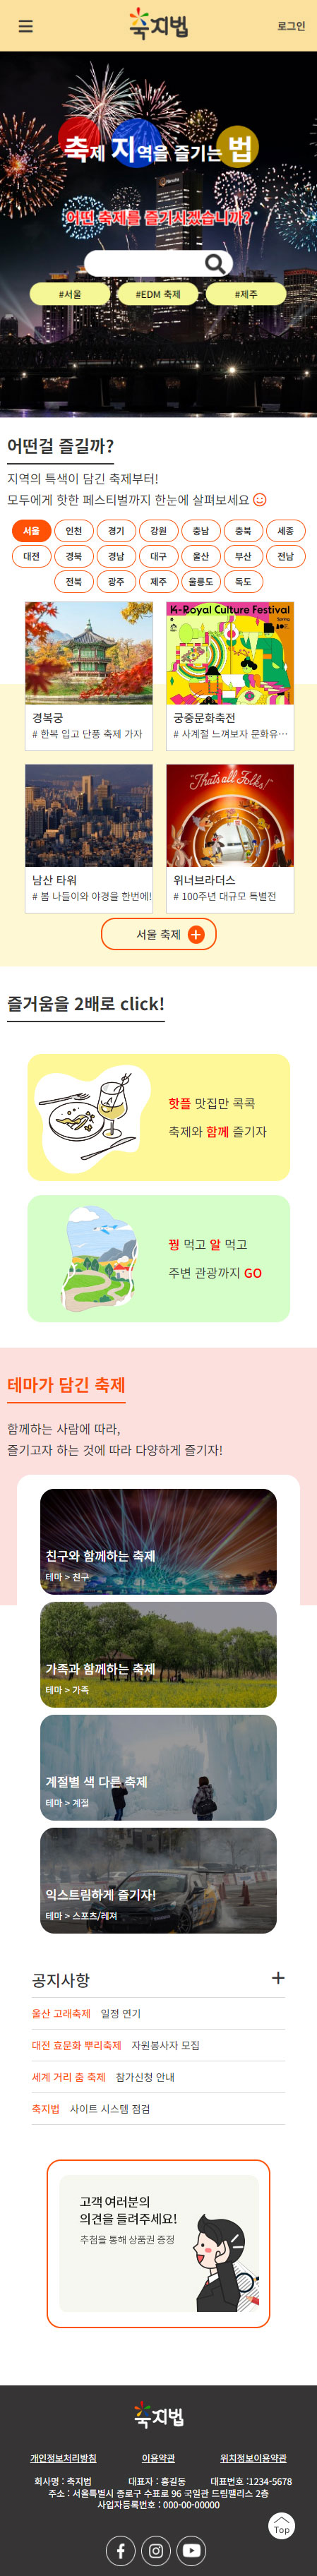 축지법
로그인
축제 지역을 즐기는 법
어떤 축제를 즐기시겠습니까?
#서울 #EDM 축제 #제주
어떤걸 즐길까?
지역의 특색이 담긴 축제부터!
모두에게 핫한 페스티벌까지 한눈에 살펴보세요
서울 인천 경기 강원 충남 충북 세종
대전 경북 경남 대구 울산 부산 전남
전북 광주 제주 울릉도 독도
K-Royal Culture Festival
경복궁
# 한복 입고 단풍 축제 가자
궁중문화축전
# 사계절 느껴보자 문화유…
남산 타워
# 봄 나들이와 야경을 한번에!
"That's all Folks!"
위너브라더스
# 100주년 대규모 특별전
서울 축제
즐거움을 2배로 click!
핫플 맛집만 콕콕
축제와 함께 즐기자
꿩 먹고 알 먹고
주변 관광까지 GO
테마가 담긴 축제
함께하는 사람에 따라,
즐기고자 하는 것에 따라 다양하게 즐기자!
친구와 함께하는 축제
테마 > 친구
가족과 함께하는 축제
테마 > 가족
계절별 색 다른 축제
테마 > 계절
익스트림하게 즐기자!
테마 > 스포츠/레저
공지사항
울산 고래축제 일정 연기
대전 효문화 뿌리축제 자원봉사자 모집
세계 거리 춤 축제 참가신청 안내
축지법 사이트 시스템 점검
고객 여러분의
의견을 들려주세요!
추첨을 통해 상품권 증정
축지법
개인정보처리방침 이용약관 위치정보이용약관
회사명 : 축지법 대표자 : 홍길동 대표번호 :1234-5678
주소 : 서울특별시 종로구 수표로 96 국일관 드림팰리스 2층
사업자등록번호 : 000-00-00000
Top